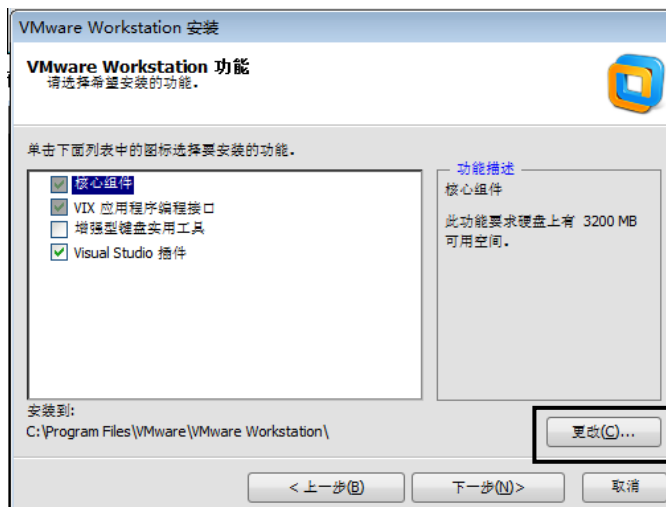 VMware Workstation 安装
VMware Workstation 功能
请选择希望安装的功能.
单击下面列表中的图标选择要安装的功能.
核心组件
VIX 应用程序编程接口
增强型键盘实用工具
Visual Studio 插件
功能描述
核心组件
此功能要求硬盘上有 3200 MB
可用空间.
安装到:
C:\Program Files\VMware\VMware Workstation\
更改(C)...
< 上一步(B)
下一步(N)>
取消